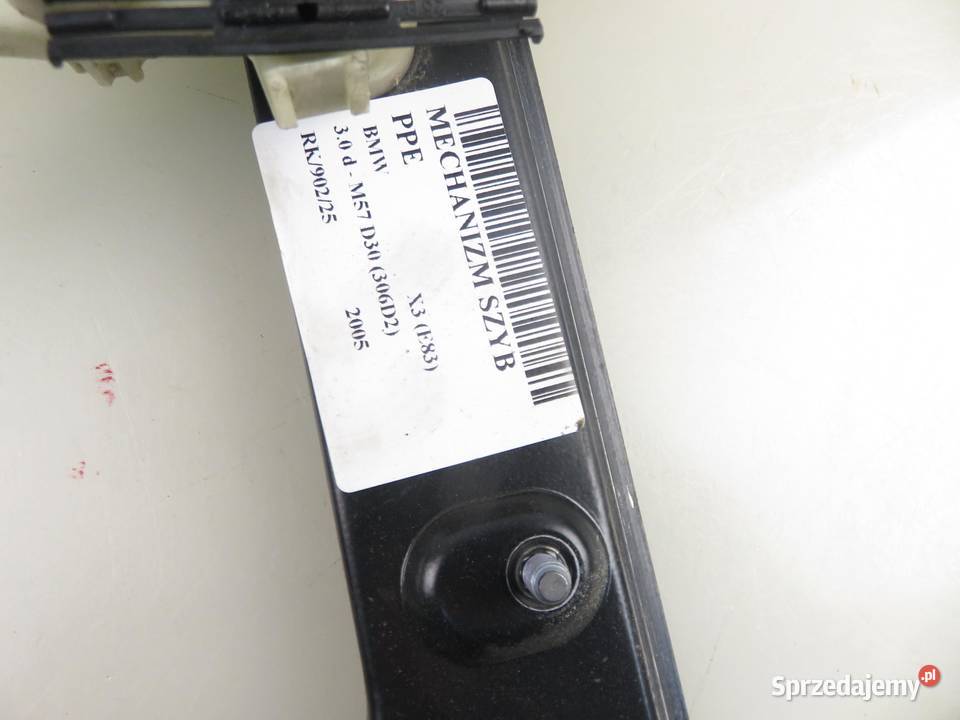 MECHANIZM SZYB
PPE
BMW X3 (E83)
3.0 d - M57 D30 (306D2)
RK/902/25 2005
Sprzedajemy.pl